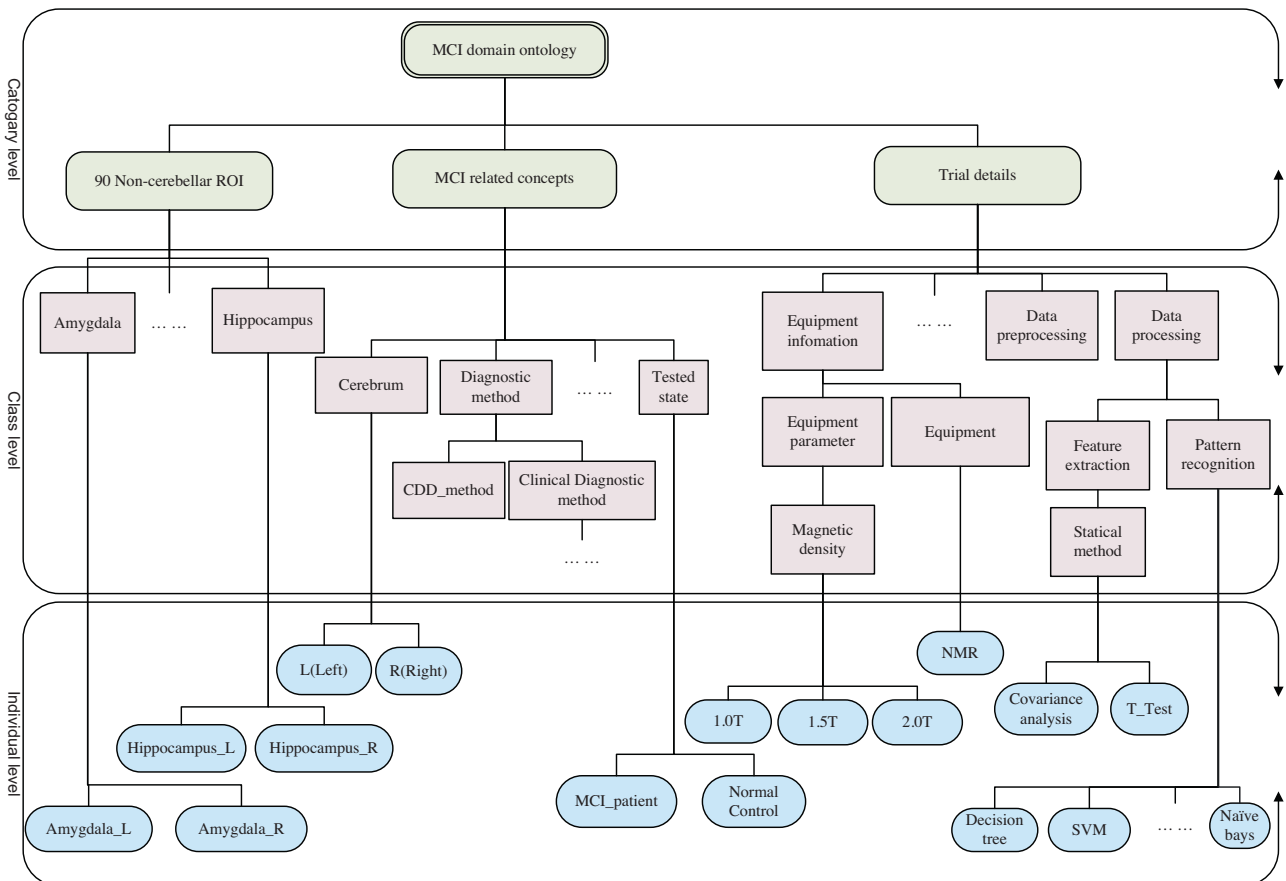 MCI domain ontology
Catogary level
90 Non-cerebellar ROI
MCI related concepts
Trial details
Class level
Amygdala
... ...
Hippocampus
Equipment
infomation
... ...
Data
preprocessing
Data
processing
Cerebrum
Diagnostic
method
... ...
Tested
state
Equipment
parameter
Equipment
Feature
extraction
Pattern
recognition
CDD_method
Clinical Diagnostic
method
... ...
Magnetic
density
Statical
method
Individual level
L(Left)
R(Right)
NMR
1.0T
1.5T
2.0T
Covariance
analysis
T_Test
Hippocampus_L
Hippocampus_R
MCI_patient
Normal
Control
Amygdala_L
Amygdala_R
Decision
tree
SVM
... ...
Naïve
bays